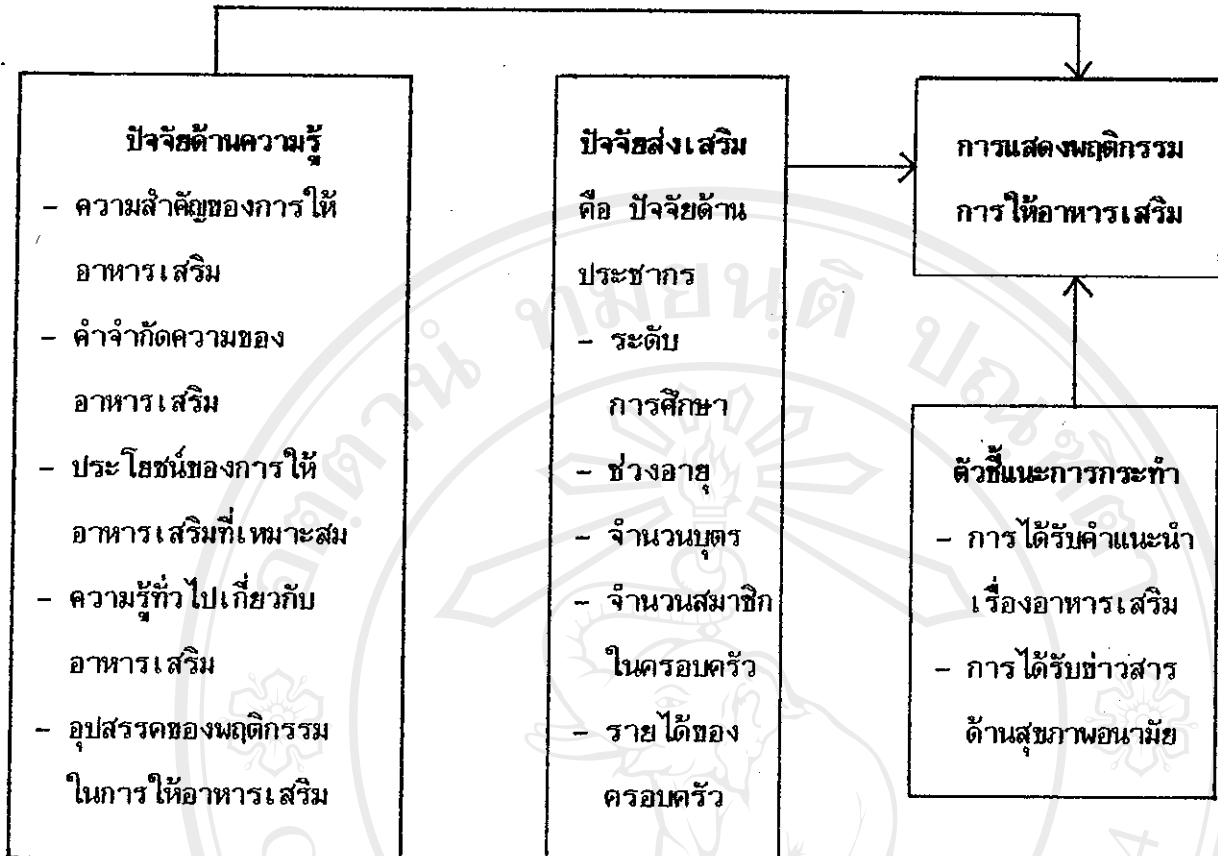 ปัจจัยด้านความรู้
- ความสำคัญของการให้
อาหารเสริม
- คำจำกัดความของ
อาหารเสริม
- ประโยชน์ของการให้
อาหารเสริมที่เหมาะสม
- ความรู้ทั่วไปเกี่ยวกับ
อาหารเสริม
- อุปสรรคของพฤติกรรม
ในการให้อาหารเสริม
ปัจจัยส่งเสริม
คือ ปัจจัยด้าน
ประชากร
- ระดับ
การศึกษา
- ช่วงอายุ
- จำนวนบุตร
- จำนวนสมาชิก
ในครอบครัว
- รายได้ของ
ครอบครัว
การแสดงพฤติกรรม
การให้อาหารเสริม
ตัวชี้แนะการกระทำ
- การได้รับคำแนะนำ
เรื่องอาหารเสริม
- การได้รับข่าวสาร
ด้านสุขภาพอนามัย